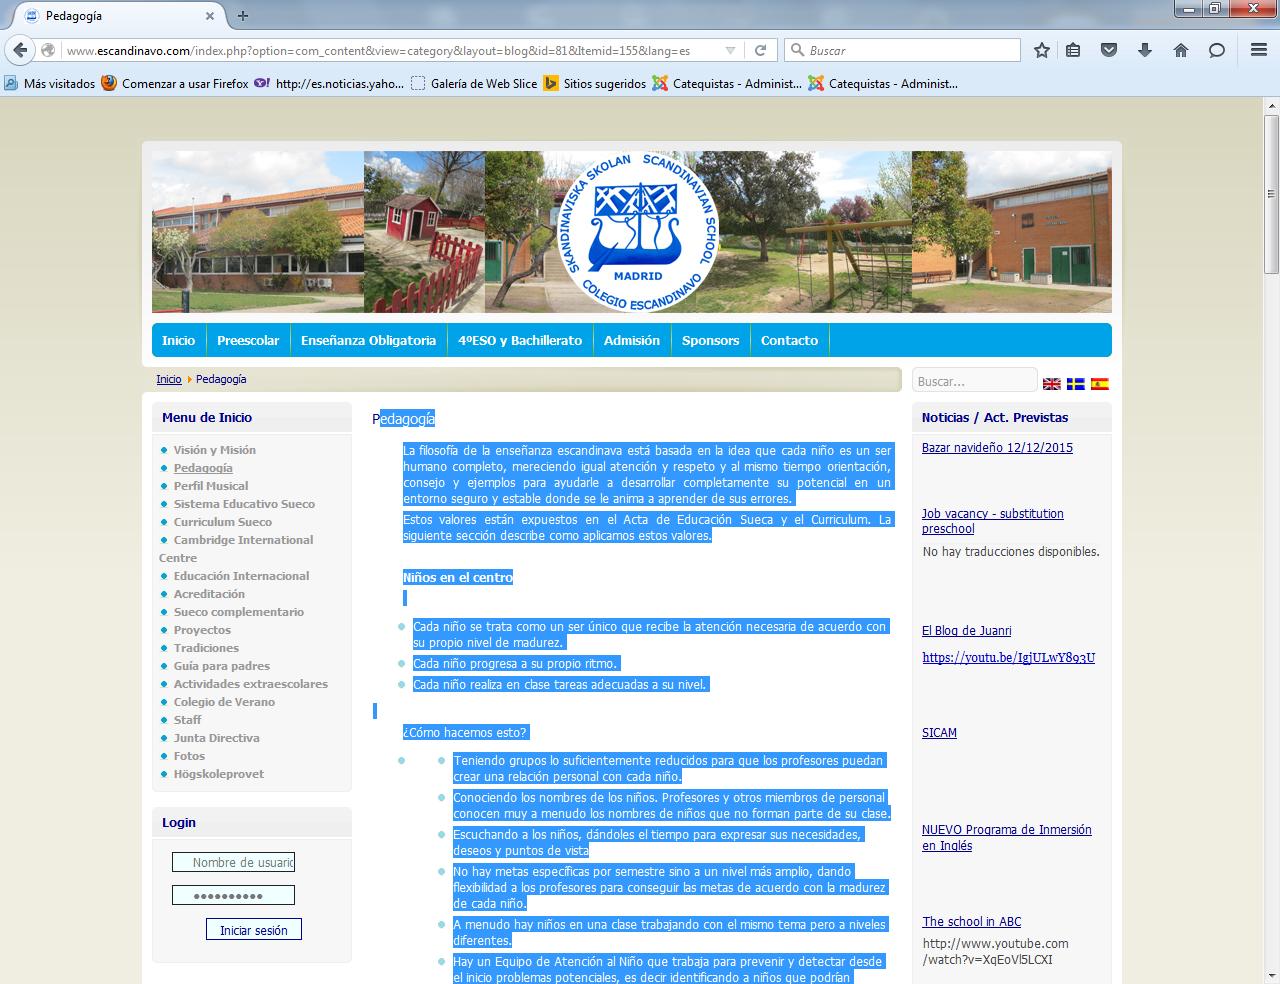 Pedagogía
www.escandinavo.com/index.php?option=com_content&view=category&layout=blog&id=81&Itemid=155&lang=es
Buscar
Más visitados
Comenzar a usar Firefox
http://es.noticias.yaho...
Galería de Web Slice
Sitios sugeridos
Catequistas - Administ...
Catequistas - Administ...
SKANDINAVISKA SKOLAN SCANDINAVIAN SCHOOL
MADRID
COLEGIO ESCANDINAVO
Inicio
Preescolar
Enseñanza Obligatoria
4ºESO y Bachillerato
Admisión
Sponsors
Contacto
Inicio Pedagogía
Buscar...
Menu de Inicio
Visión y Misión
Pedagogía
Perfil Musical
Sistema Educativo Sueco
Curriculum Sueco
Cambridge International
Centre
Educación Internacional
Acreditación
Sueco complementario
Proyectos
Tradiciones
Guía para padres
Actividades extraescolares
Colegio de Verano
Staff
Junta Directiva
Fotos
Högskoleprovet
Login
Nombre de usuario
Iniciar sesión
Pedagogía
La filosofía de la enseñanza escandinava está basada en la idea que cada niño es un ser
humano completo, mereciendo igual atención y respeto y al mismo tiempo orientación,
consejo y ejemplos para ayudarle a desarrollar completamente su potencial en un
entorno seguro y estable donde se le anima a aprender de sus errores.
Estos valores están expuestos en el Acta de Educación Sueca y el Curriculum. La
siguiente sección describe como aplicamos estos valores.
Niños en el centro
Cada niño se trata como un ser único que recibe la atención necesaria de acuerdo con
su propio nivel de madurez.
Cada niño progresa a su propio ritmo.
Cada niño realiza en clase tareas adecuadas a su nivel.
¿Cómo hacemos esto?
Teniendo grupos lo suficientemente reducidos para que los profesores puedan
crear una relación personal con cada niño.
Conociendo los nombres de los niños. Profesores y otros miembros de personal
conocen muy a menudo los nombres de niños que no forman parte de su clase.
Escuchando a los niños, dándoles el tiempo para expresar sus necesidades,
deseos y puntos de vista
No hay metas específicas por semestre sino a un nivel más amplio, dando
flexibilidad a los profesores para conseguir las metas de acuerdo con la madurez
de cada niño.
A menudo hay niños en una clase trabajando con el mismo tema pero a niveles
diferentes.
Hay un Equipo de Atención al Niño que trabaja para prevenir y detectar desde
el inicio problemas potenciales, es decir identificando a niños que podrían
Noticias / Act. Previstas
Bazar navideño 12/12/2015
Job vacancy - substitution
preschool
No hay traducciones disponibles.
El Blog de Juanri
https://youtu.be/IgjULwY893U
SICAM
NUEVO Programa de Inmersión
en Inglés
The school in ABC
http://www.youtube.com
/watch?v=XqEoVl5LCXI